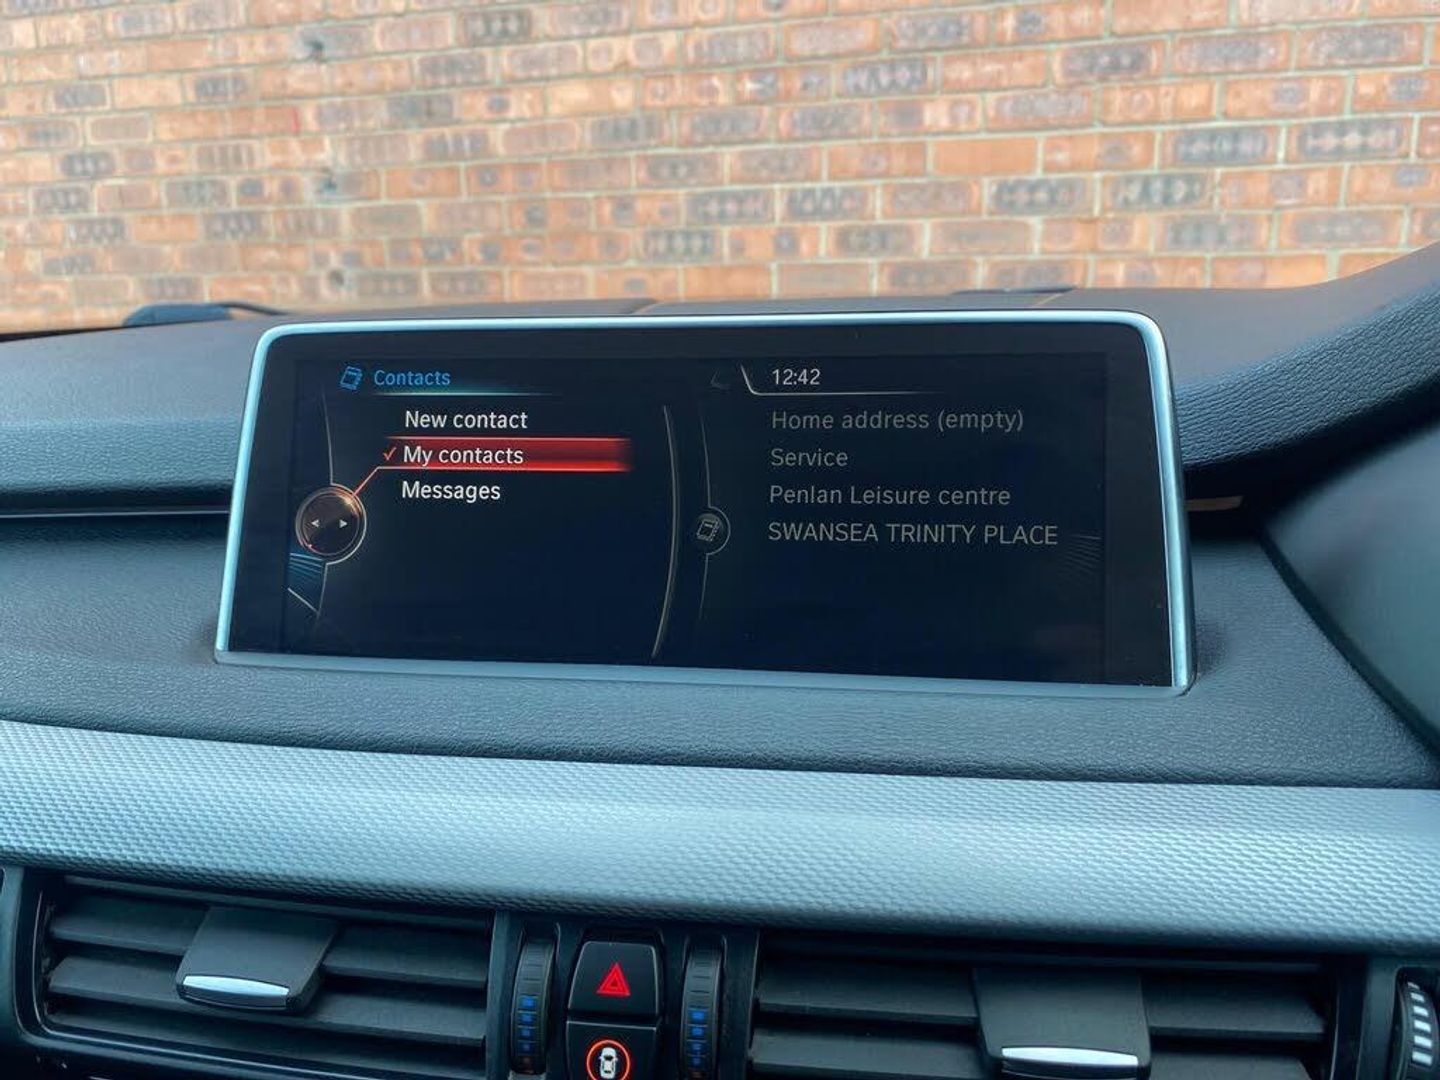 Contacts
New contact
My contacts
Messages
12:42
Home address (empty)
Service
Penlan Leisure centre
SWANSEA TRINITY PLACE